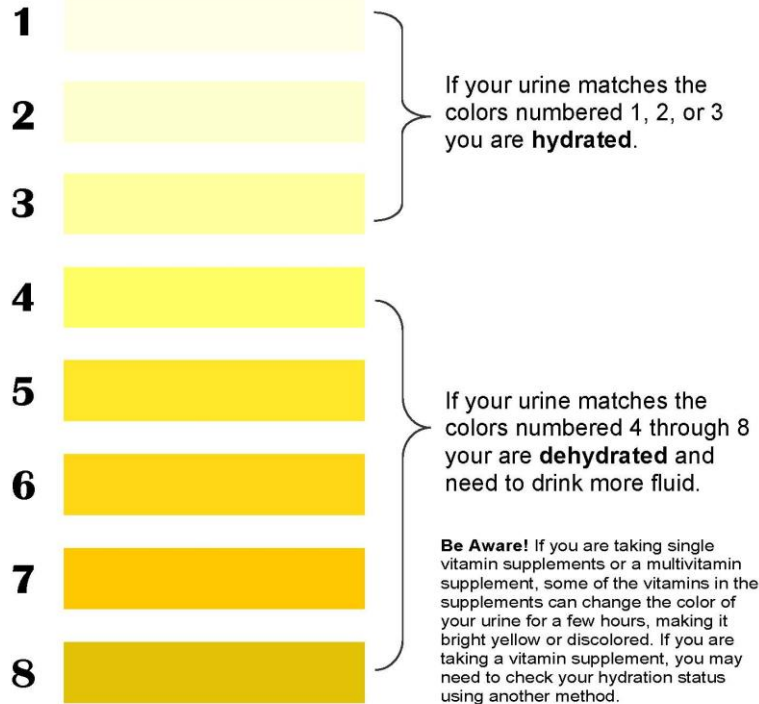 1
2
3
If your urine matches the
colors numbered 1, 2, or 3
you are hydrated.
4
5
6
7
8
If your urine matches the
colors numbered 4 through 8
your are dehydrated and
need to drink more fluid.
Be Aware! If you are taking single
vitamin supplements or a multivitamin
supplement, some of the vitamins in the
supplements can change the color of
your urine for a few hours, making it
bright yellow or discolored. If you are
taking a vitamin supplement, you may
need to check your hydration status
using another method.